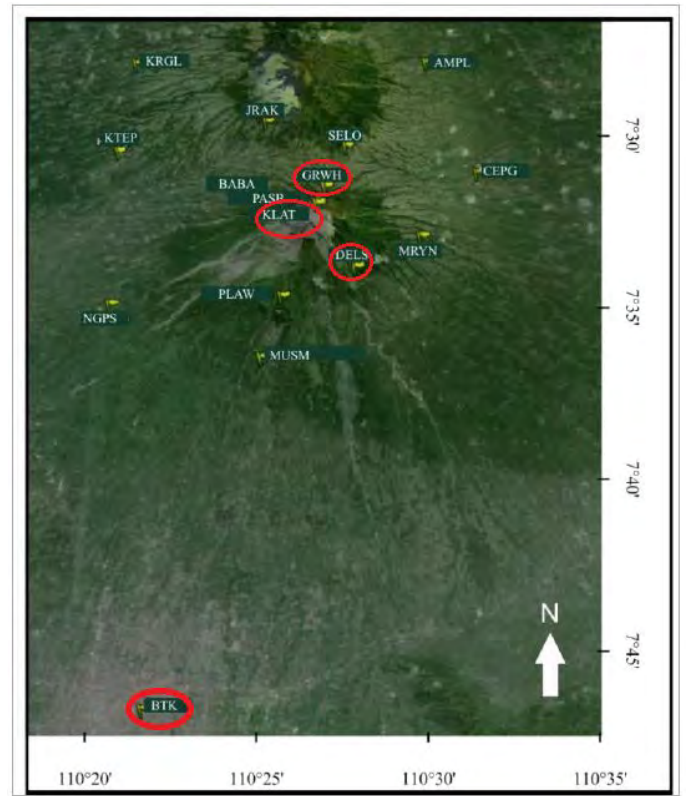 KRGL
AMPL
JRAK
SELO
7°30'
KTEP
GRWH
CEPG
BABA
PASB
KLAT
DELS
MRYN
PLAW
NGPS
7°35'
MUSM
7°40'
N
7°45'
BTK
110°20' 110°25' 110°30' 110°35'